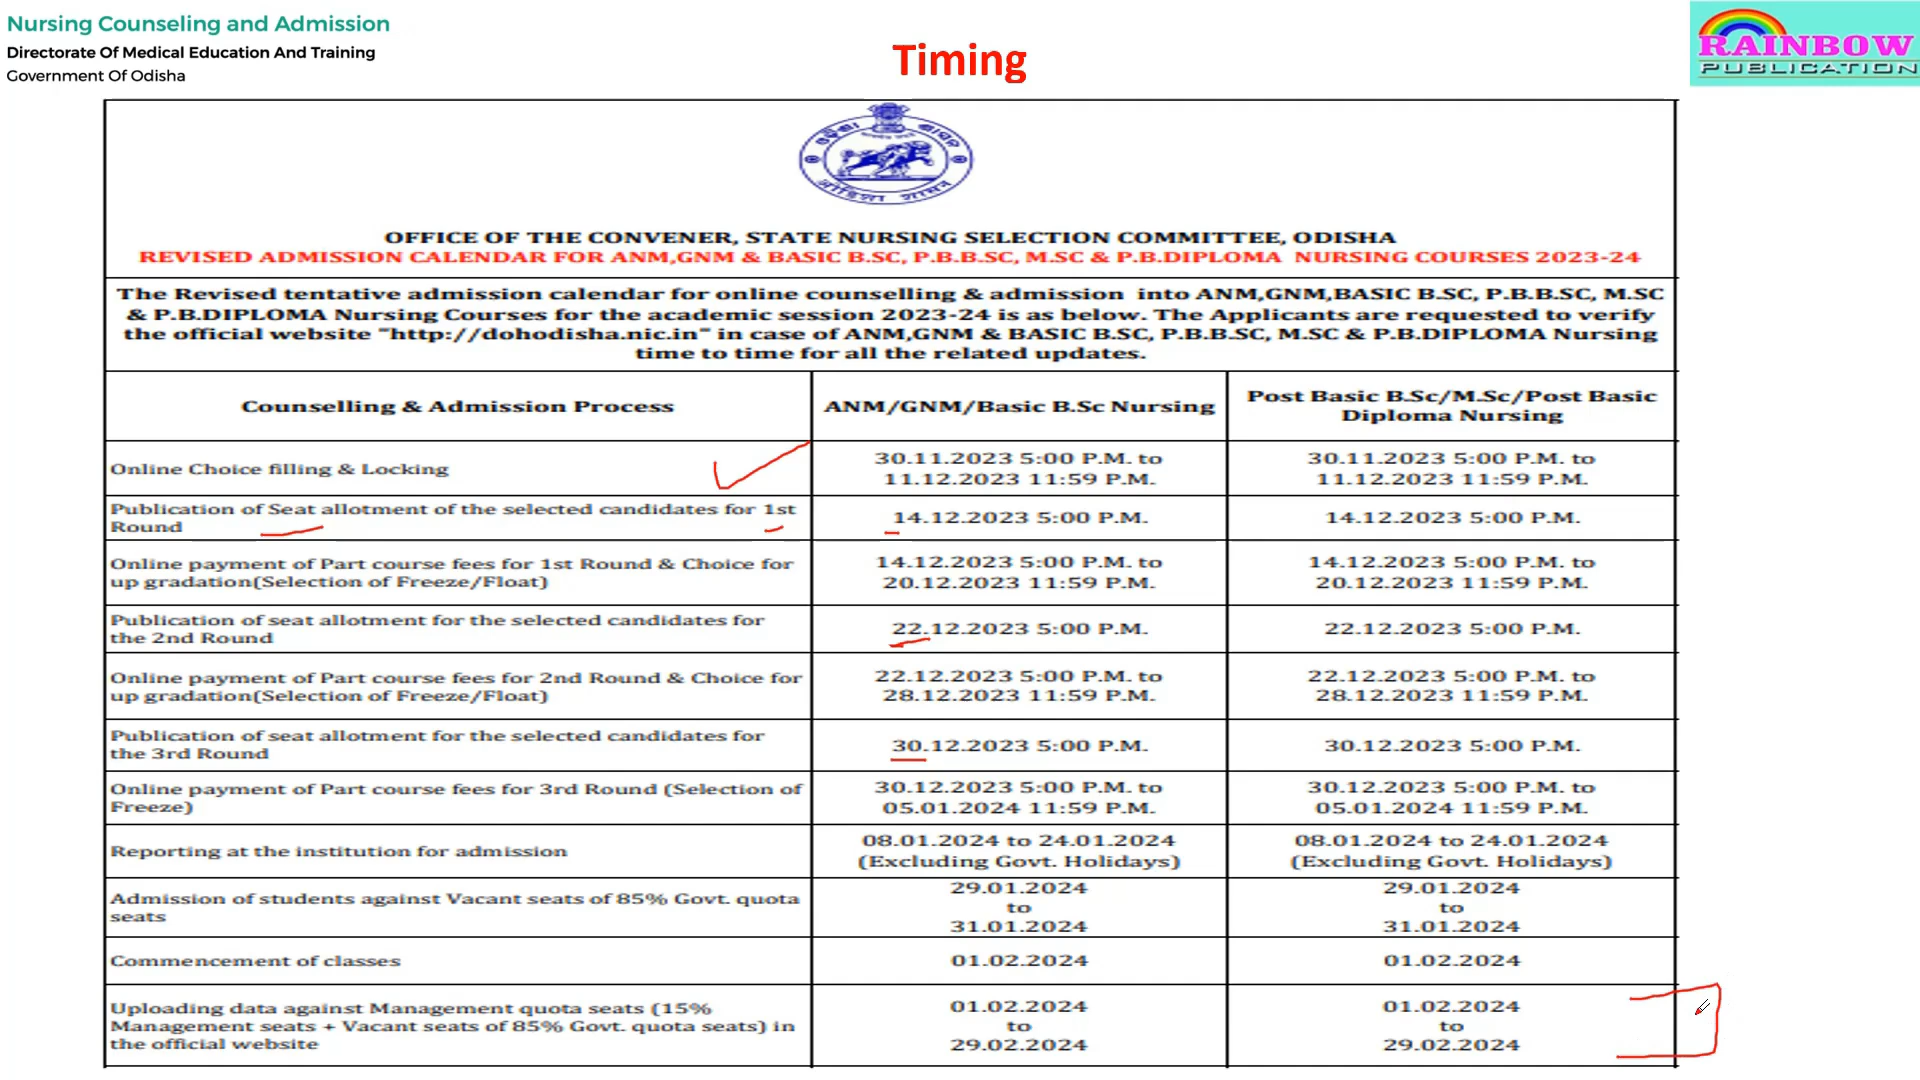 Nursing Counseling and Admission
Directorate Of Medical Education And Training
Government Of Odisha
Timing
RAINBOW
PUBLICATION
OFFICE OF THE CONVENER, STATE NURSING SELECTION COMMITTEE, ODISHA
REVISED ADMISSION CALENDAR FOR ANM,GNM & BASIC B.SC, P.B.B.SC, M.SC & P.B.DIPLOMA NURSING COURSES 2023-24
The Revised tentative admission calendar for online counselling & admission into ANM,GNM,BASIC B.SC, P.B.B.SC, M.SC
& P.B.DIPLOMA Nursing Courses for the academic session 2023-24 is as below. The Applicants are requested to verify
the official website "http://dohodisha.nic.in" in case of ANM,GNM & BASIC B.SC, P.B.B.SC, M.SC & P.B.DIPLOMA Nursing
time to time for all the related updates.
Counselling & Admission Process
ANM/GNM/Basic B.Sc Nursing
Post Basic B.Sc/M.Sc/Post Basic
Diploma Nursing
Online Choice filling & Locking
30.11.2023 5:00 P.M. to
11.12.2023 11:59 P.M.
30.11.2023 5:00 P.M. to
11.12.2023 11:59 P.M.
Publication of Seat allotment of the selected candidates for 1st
Round
14.12.2023 5:00 P.M.
14.12.2023 5:00 P.M.
Online payment of Part course fees for 1st Round & Choice for
up gradation(Selection of Freeze/Float)
14.12.2023 5:00 P.M. to
20.12.2023 11:59 P.M.
14.12.2023 5:00 P.M. to
20.12.2023 11:59 P.M.
Publication of seat allotment for the selected candidates for
the 2nd Round
22.12.2023 5:00 P.M.
22.12.2023 5:00 P.M.
Online payment of Part course fees for 2nd Round & Choice for
up gradation(Selection of Freeze/Float)
22.12.2023 5:00 P.M. to
28.12.2023 11:59 P.M.
22.12.2023 5:00 P.M. to
28.12.2023 11:59 P.M.
Publication of seat allotment for the selected candidates for
the 3rd Round
30.12.2023 5:00 P.M.
30.12.2023 5:00 P.M.
Online payment of Part course fees for 3rd Round (Selection of
Freeze)
30.12.2023 5:00 P.M. to
05.01.2024 11:59 P.M.
30.12.2023 5:00 P.M. to
05.01.2024 11:59 P.M.
Reporting at the institution for admission
08.01.2024 to 24.01.2024
(Excluding Govt. Holidays)
08.01.2024 to 24.01.2024
(Excluding Govt. Holidays)
Admission of students against Vacant seats of 85% Govt. quota
seats
29.01.2024
to
31.01.2024
29.01.2024
to
31.01.2024
Commencement of classes
01.02.2024
01.02.2024
Uploading data against Management quota seats (15%
Management seats + Vacant seats of 85% Govt. quota seats) in
the official website
01.02.2024
to
29.02.2024
01.02.2024
to
29.02.2024